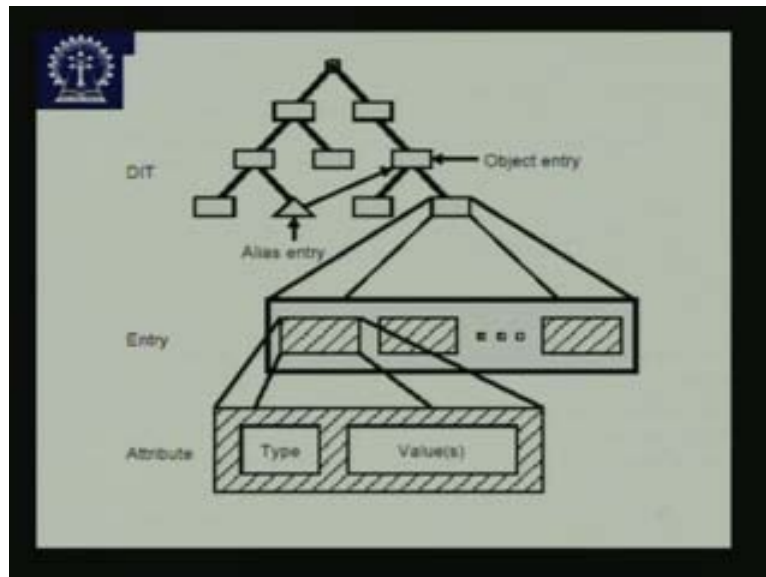 DIT
Object entry
Alias entry
Entry
Attribute
Type
Value(s)